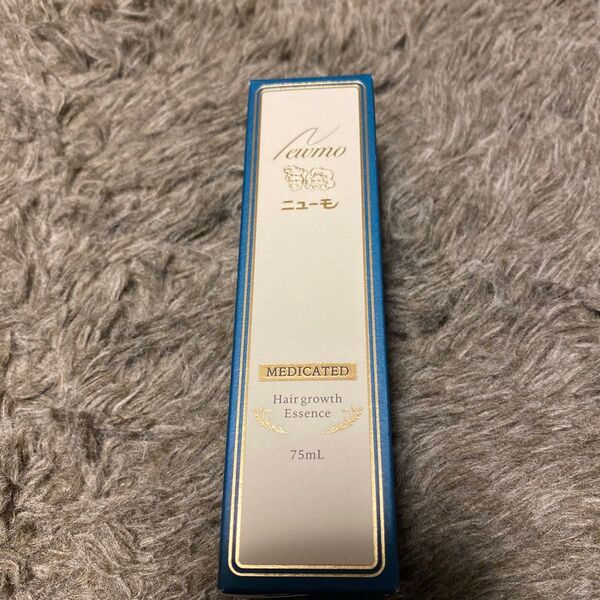 Newmo
ニューモ
MEDICATED
Hair growth
Essence
75mL